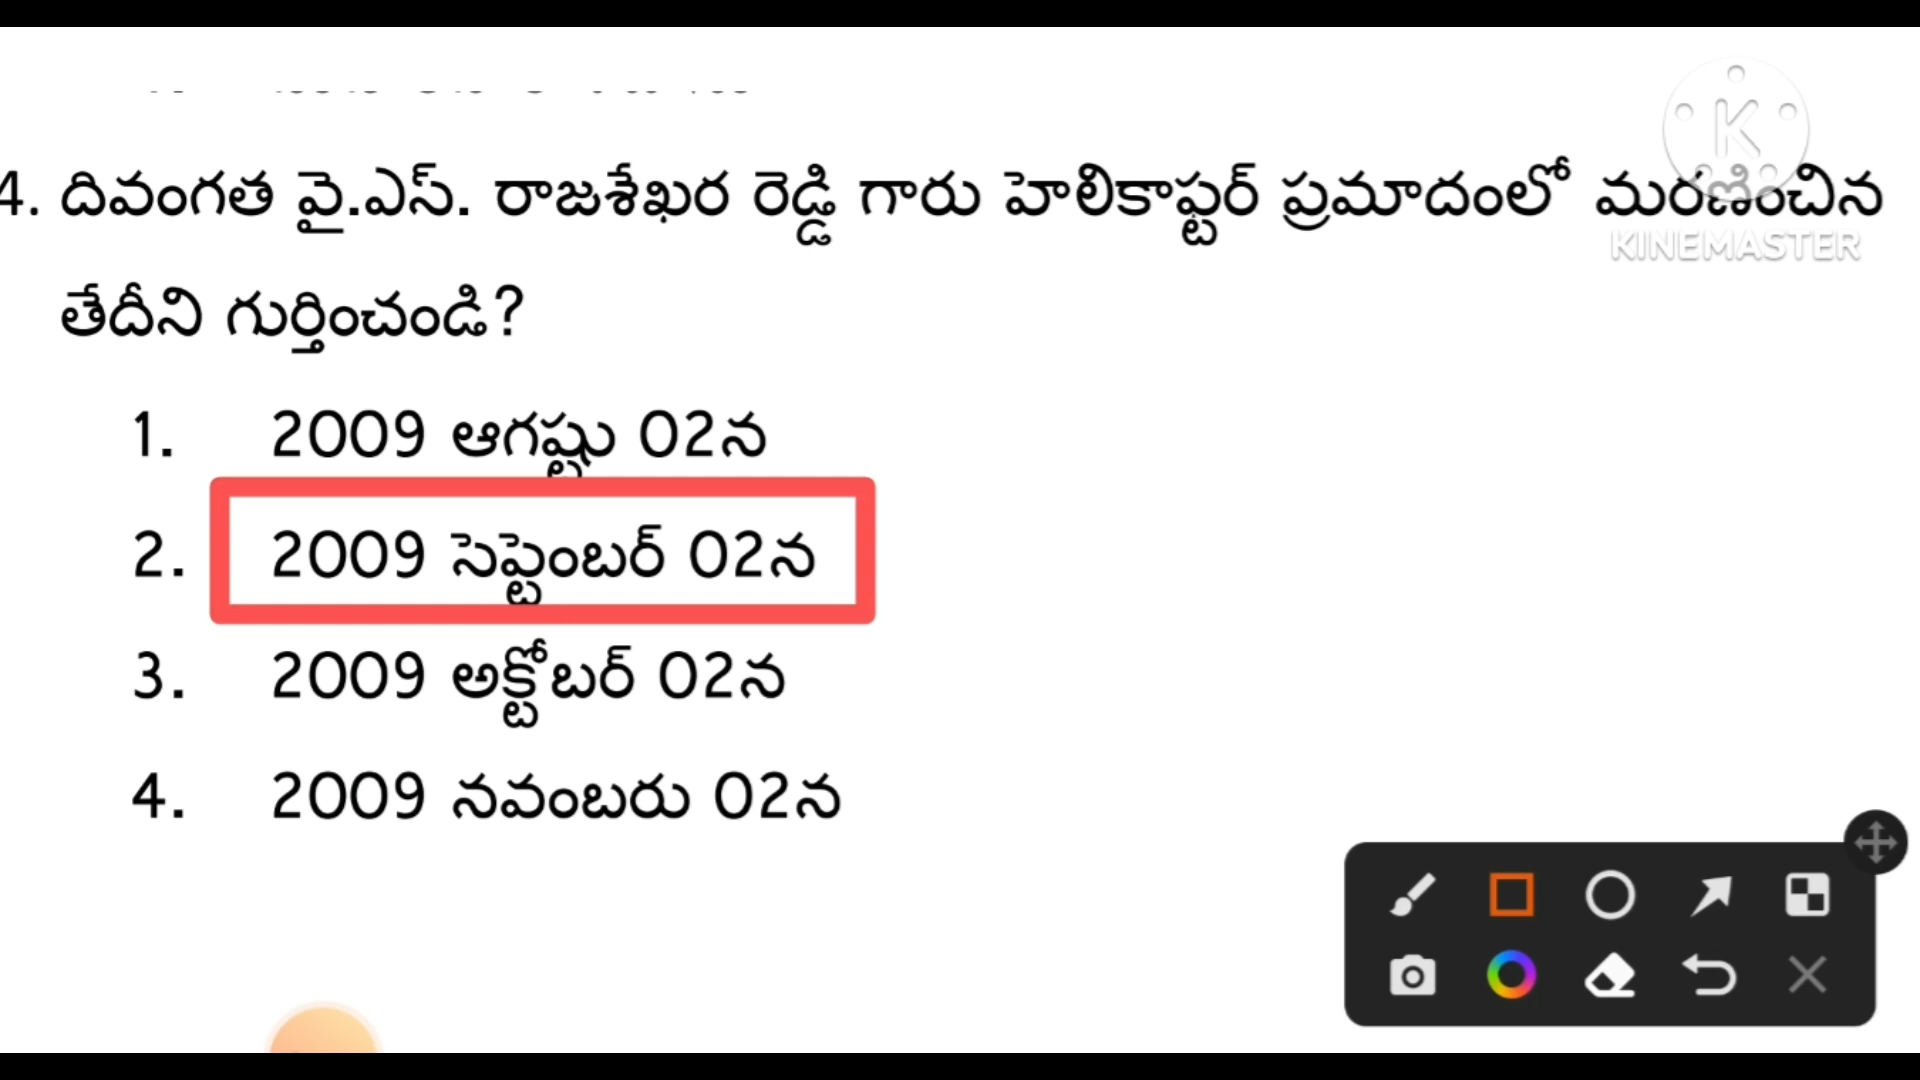 4. దివంగత వై.ఎస్. రాజశేఖర రెడ్డి గారు హెలికాప్టర్ ప్రమాదంలో మరణించిన
తేదీని గుర్తించండి?
1. 2009 ఆగష్టు 02న
2. 2009 సెప్టెంబర్ 02న
3. 2009 అక్టోబర్ 02న
4. 2009 నవంబరు 02న
K
KINEMASTER